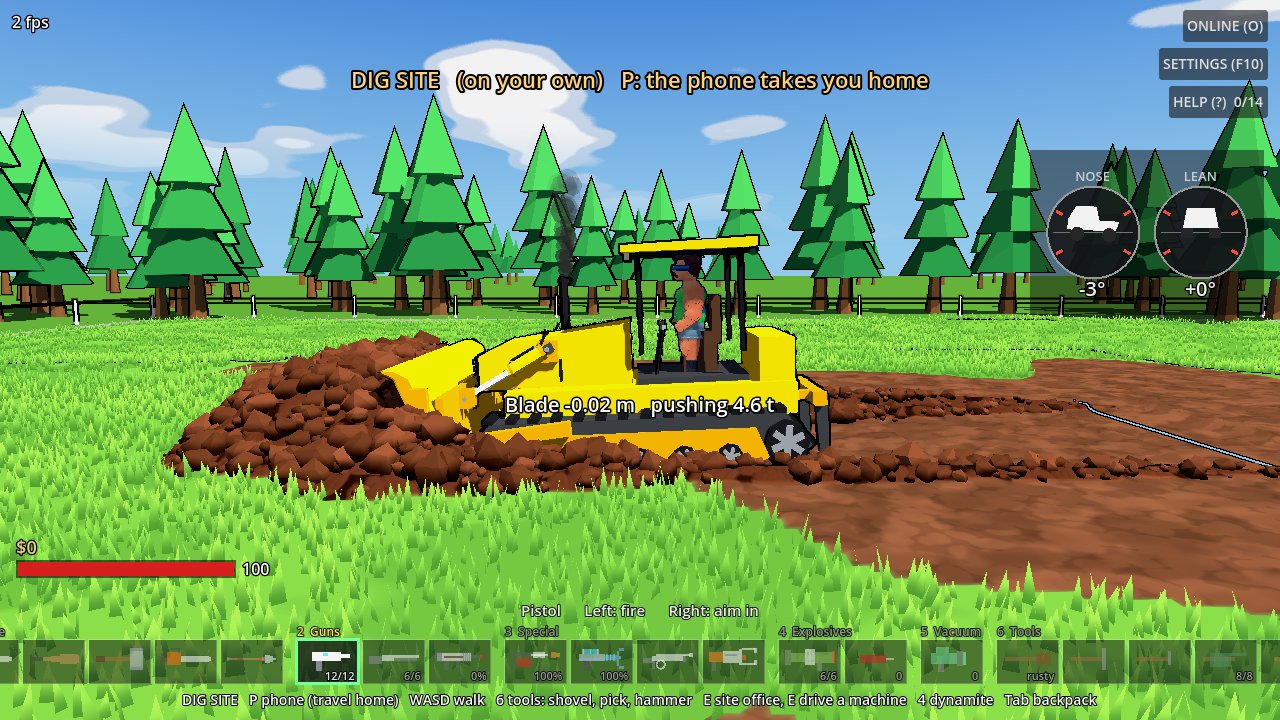 2 fps
ONLINE (O)
SETTINGS (F10)
HELP (?) 0/14
DIG SITE (on your own) P: the phone takes you home
NOSE LEAN
-3° +0°
Blade -0.02 m pushing 4.6 t
$0
100
Pistol Left: fire Right: aim in
2 Guns 3 Special 4 Explosives 5 Vacuum 6 Tools
12/12 6/6 0% 100% 100% 6/6 0 0 rusty 8/8
DIG SITE P phone (travel home) WASD walk 6 tools: shovel, pick, hammer E site office, E drive a machine 4 dynamite Tab backpack